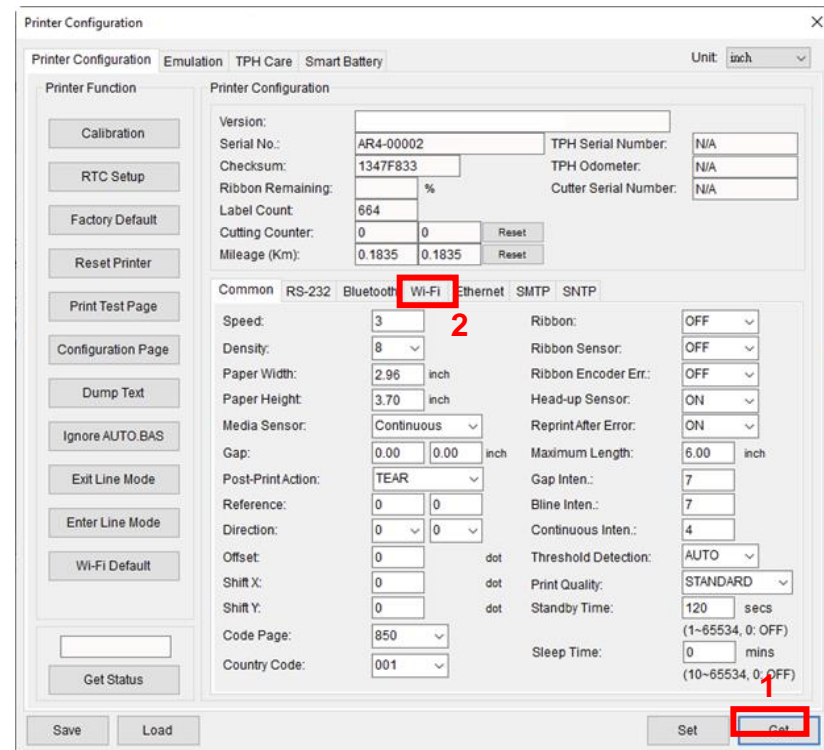 Printer Configuration
Printer Configuration Emulation TPH Care Smart Battery Unit: inch
Printer Function
Calibration
RTC Setup
Factory Default
Reset Printer
Print Test Page
Configuration Page
Dump Text
Ignore AUTO.BAS
Exit Line Mode
Enter Line Mode
Wi-Fi Default
Get Status
Printer Configuration
Version:
Serial No.: AR4-00002 TPH Serial Number: N/A
Checksum: 1347F833 TPH Odometer: N/A
Ribbon Remaining: % Cutter Serial Number: N/A
Label Count: 664
Cutting Counter: 0 0 Reset
Mileage (Km): 0.1835 0.1835 Reset
Common RS-232 Bluetooth Wi-Fi Ethernet SMTP SNTP
2
Speed: 3 Ribbon: OFF
Density: 8 Ribbon Sensor: OFF
Paper Width: 2.96 inch Ribbon Encoder Err.: OFF
Paper Height: 3.70 inch Head-up Sensor: ON
Media Sensor: Continuous Reprint After Error: ON
Gap: 0.00 0.00 inch Maximum Length: 6.00 inch
Post-Print Action: TEAR Gap Inten.: 7
Reference: 0 0 Bline Inten.: 7
Direction: 0 0 Continuous Inten.: 4
Offset: 0 dot Threshold Detection: AUTO
Shift X: 0 dot Print Quality: STANDARD
Shift Y: 0 dot Standby Time: 120 secs
(1~65534, 0: OFF)
Code Page: 850
Sleep Time: 0 mins
Country Code: 001
(10~65534, 0: OFF)
1
Save Load Set Get